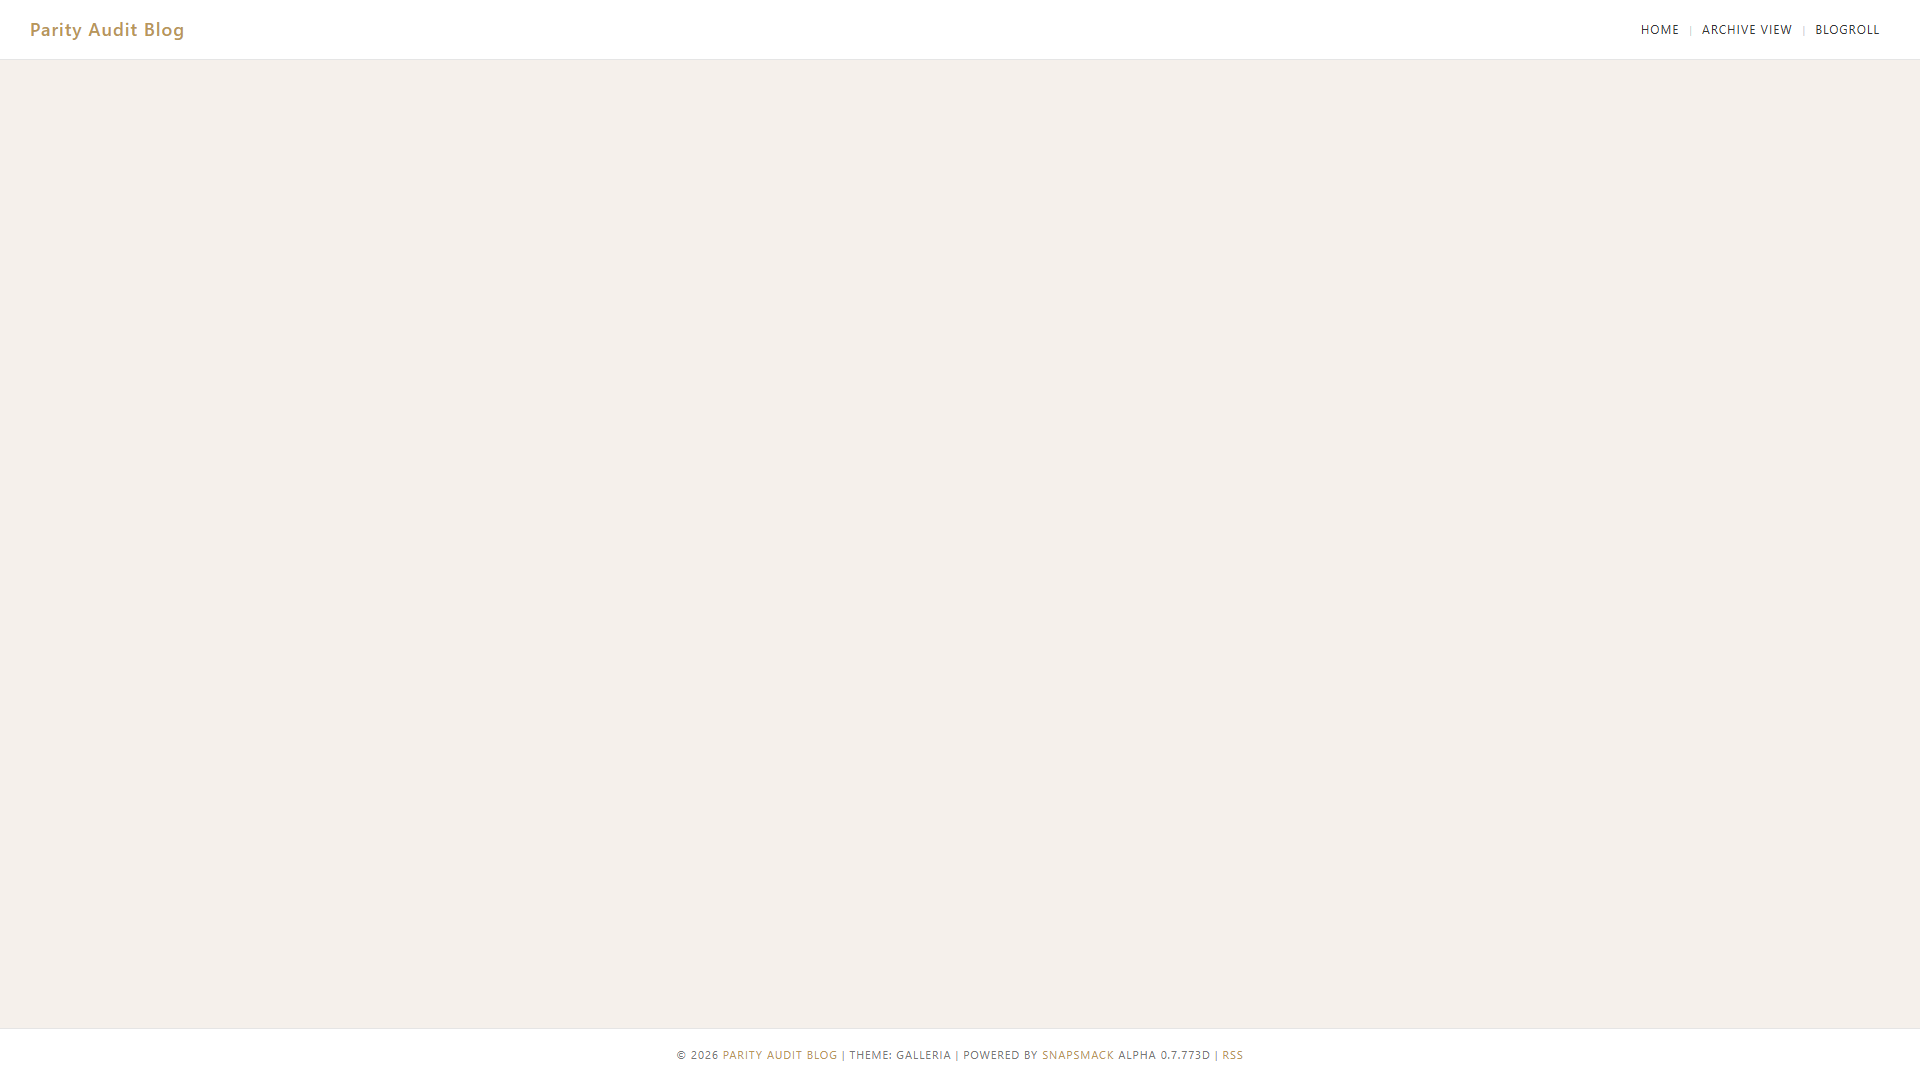 Parity Audit Blog
HOME | ARCHIVE VIEW | BLOGROLL
© 2026 PARITY AUDIT BLOG | THEME: GALLERIA | POWERED BY SNAPSMACK ALPHA 0.7.773D | RSS